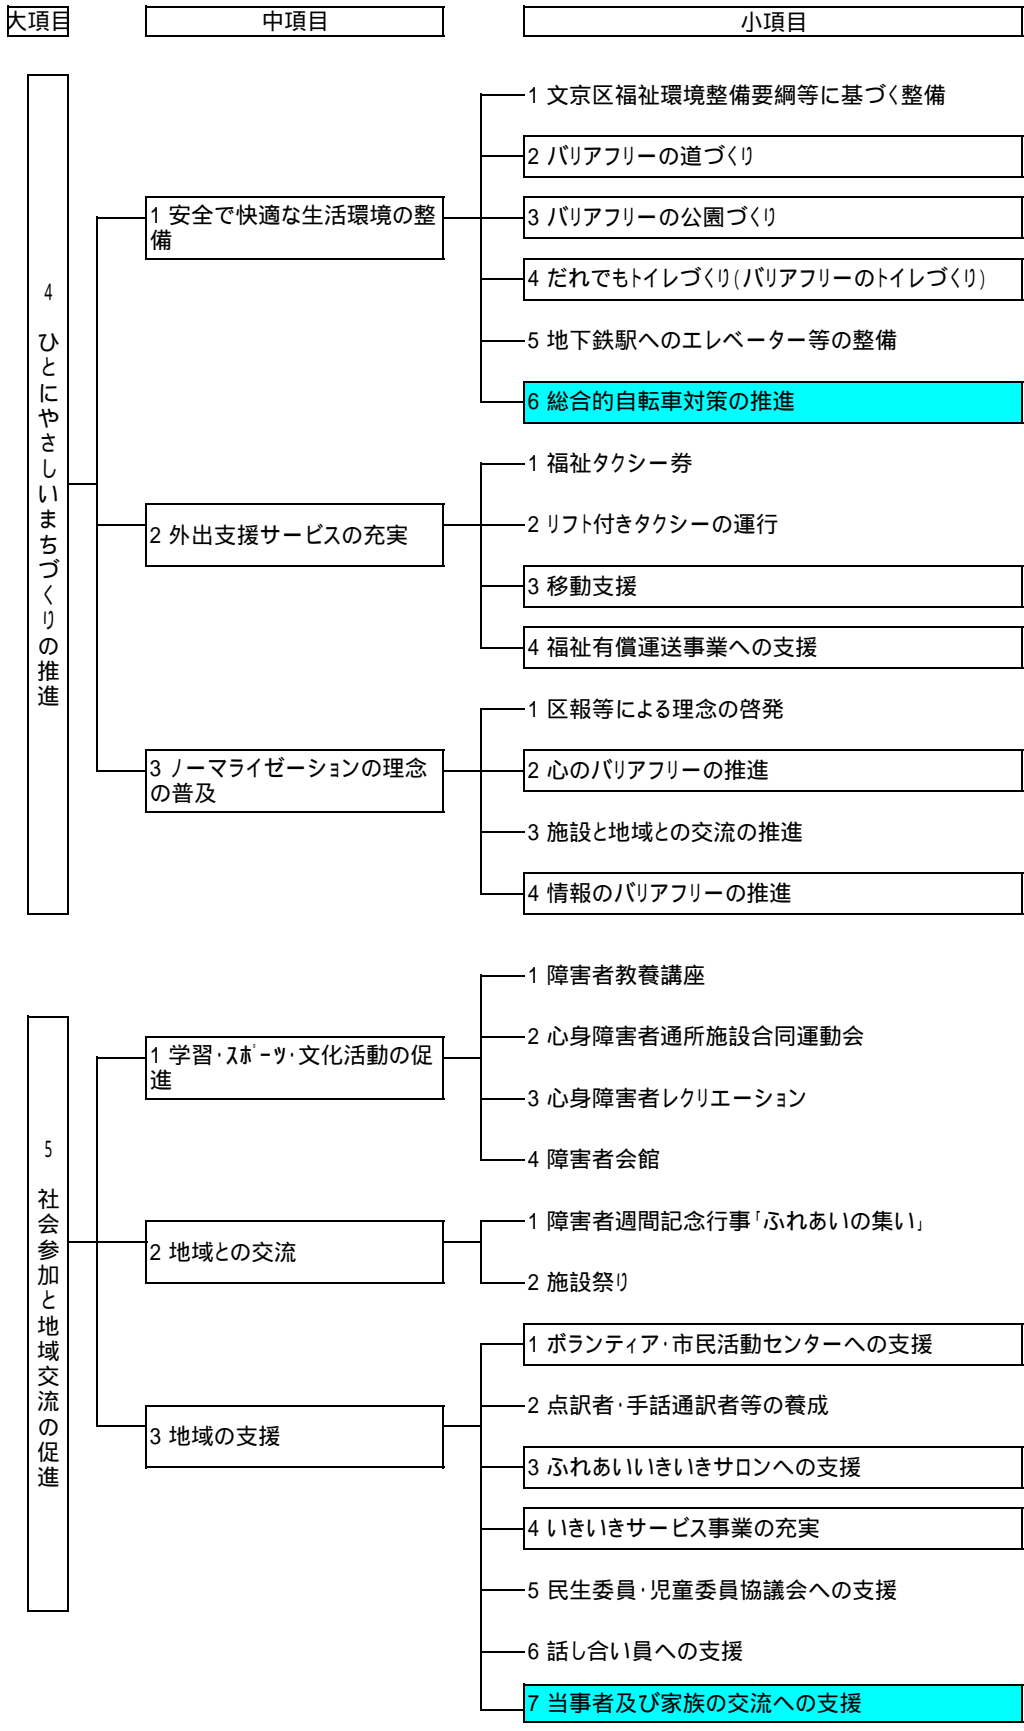 大項目 中項目 小項目
4 ひとにやさしいまちづくりの推進
1 安全で快適な生活環境の整
備
1 文京区福祉環境整備要綱等に基づく整備
2 バリアフリーの道づくり
3 バリアフリーの公園づくり
4 だれでもトイレづくり(バリアフリーのトイレづくり)
5 地下鉄駅へのエレベーター等の整備
6 総合的自転車対策の推進
2 外出支援サービスの充実
1 福祉タクシー券
2 リフト付きタクシーの運行
3 移動支援
4 福祉有償運送事業への支援
3 ノーマライゼーションの理念
の普及
1 区報等による理念の啓発
2 心のバリアフリーの推進
3 施設と地域との交流の推進
4 情報のバリアフリーの推進
5 社会参加と地域交流の促進
1 学習・スポーツ・文化活動の促
進
1 障害者教養講座
2 心身障害者通所施設合同運動会
3 心身障害者レクリエーション
4 障害者会館
2 地域との交流
1 障害者週間記念行事「ふれあいの集い」
2 施設祭り
3 地域の支援
1 ボランティア・市民活動センターへの支援
2 点訳者・手話通訳者等の養成
3 ふれあいいきいきサロンへの支援
4 いきいきサービス事業の充実
5 民生委員・児童委員協議会への支援
6 話し合い員への支援
7 当事者及び家族の交流への支援